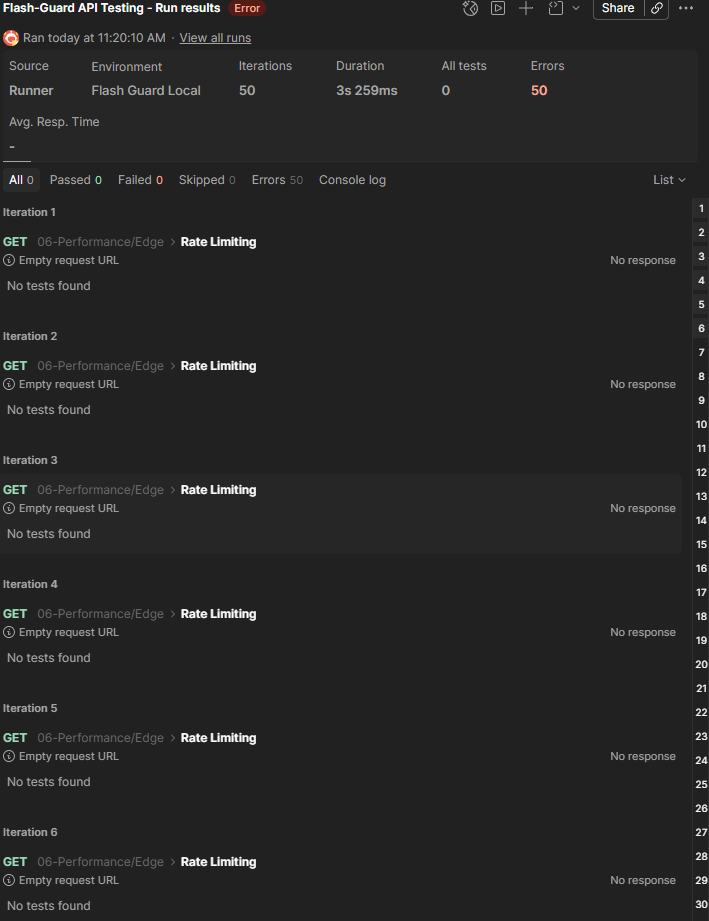 Flash-Guard API Testing - Run results Error
Share
Ran today at 11:20:10 AM · View all runs
Source Environment Iterations Duration All tests Errors
Runner Flash Guard Local 50 3s 259ms 0 50
Avg. Resp. Time
-
All 0 Passed 0 Failed 0 Skipped 0 Errors 50 Console log List
Iteration 1
GET 06-Performance/Edge > Rate Limiting
Empty request URL No response
No tests found
Iteration 2
GET 06-Performance/Edge > Rate Limiting
Empty request URL No response
No tests found
Iteration 3
GET 06-Performance/Edge > Rate Limiting
Empty request URL No response
No tests found
Iteration 4
GET 06-Performance/Edge > Rate Limiting
Empty request URL No response
No tests found
Iteration 5
GET 06-Performance/Edge > Rate Limiting
Empty request URL No response
No tests found
Iteration 6
GET 06-Performance/Edge > Rate Limiting
Empty request URL No response
No tests found
1
2
3
4
5
6
7
8
9
10
11
12
13
14
15
16
17
18
19
20
21
22
23
24
25
26
27
28
29
30